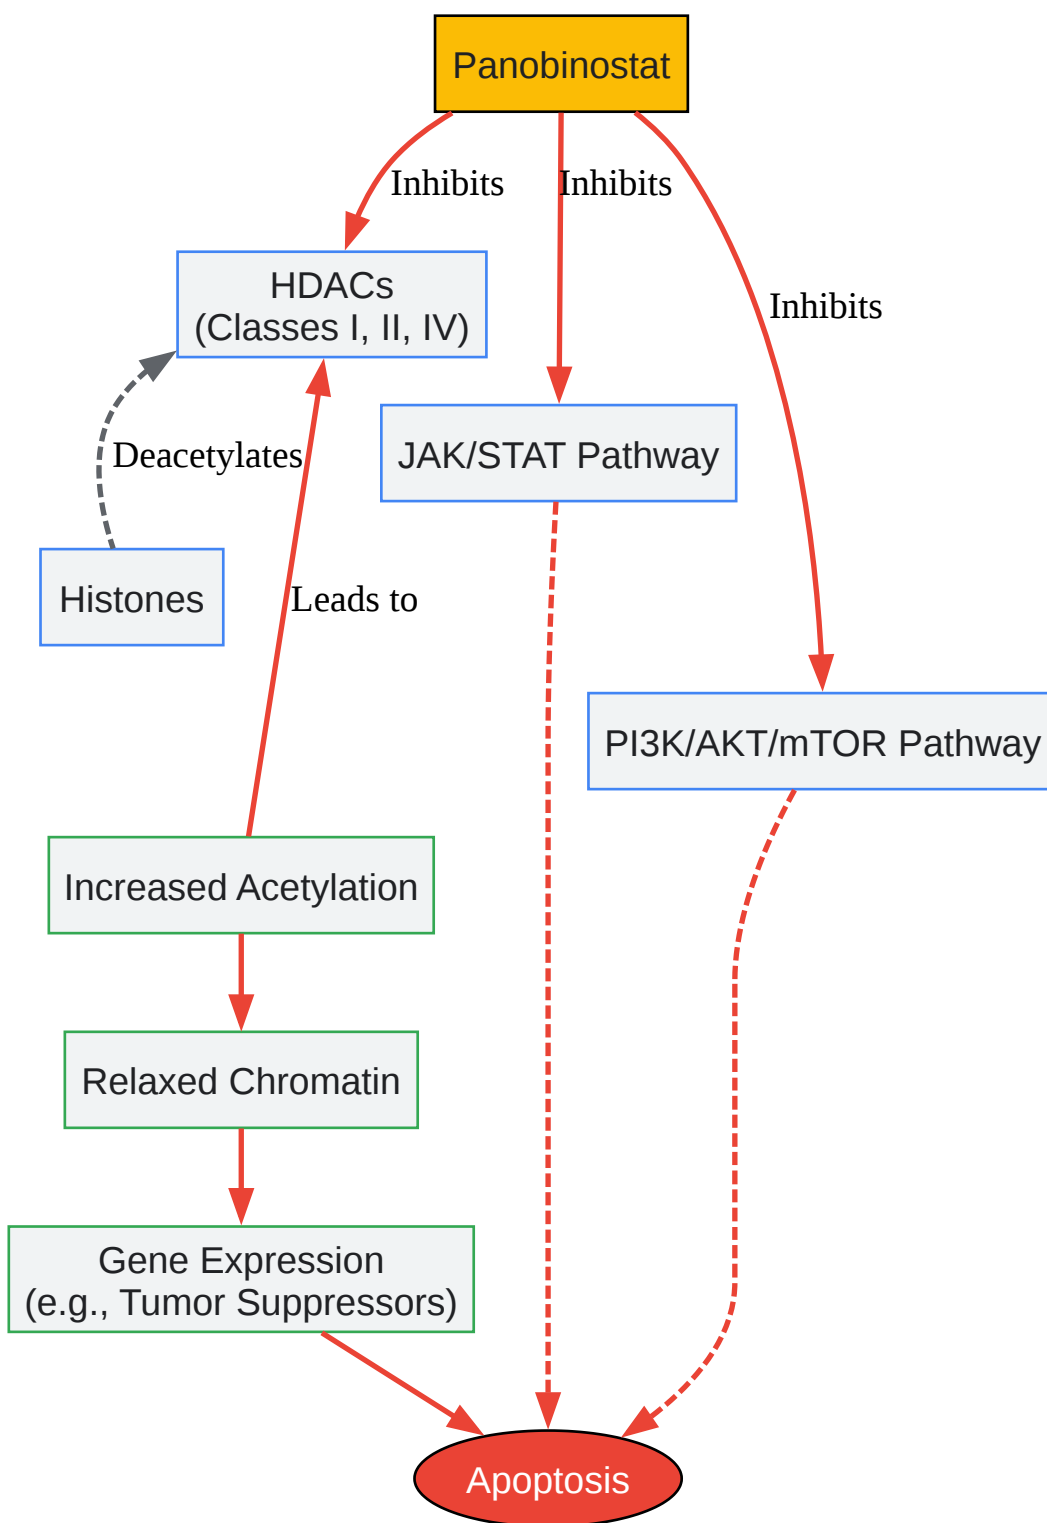 Panobinostat
Inhibits
Inhibits
Inhibits
HDACs
(Classes I, II, IV)
JAK/STAT Pathway
Deacetylates
Histones
Leads to
PI3K/AKT/mTOR Pathway
Increased Acetylation
Relaxed Chromatin
Gene Expression
(e.g., Tumor Suppressors)
Apoptosis